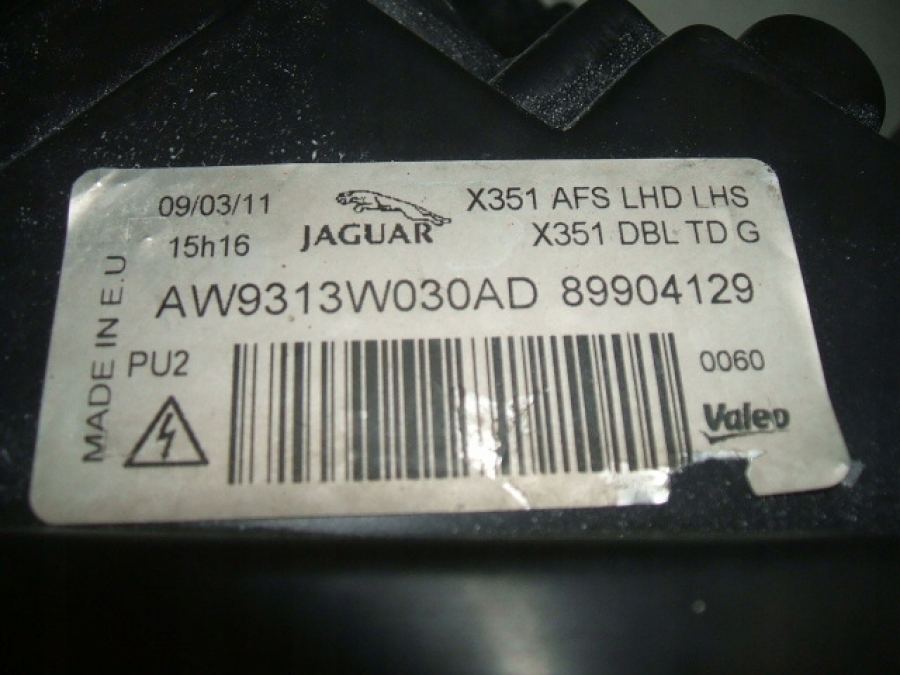 09/03/11
15h16
JAGUAR
X351 AFS LHD LHS
X351 DBL TD G
AW9313W030AD 89904129
MADE IN E.U
PU2
0060
Valeo